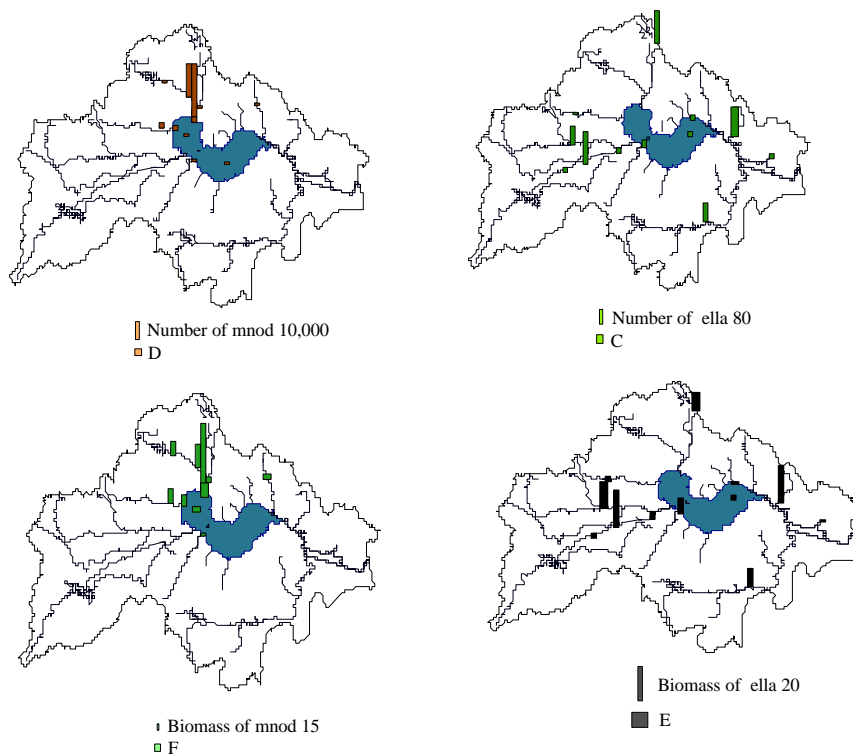 Number of mnod 10,000
D
Number of ella 80
C
Biomass of mnod 15
F
Biomass of ella 20
E